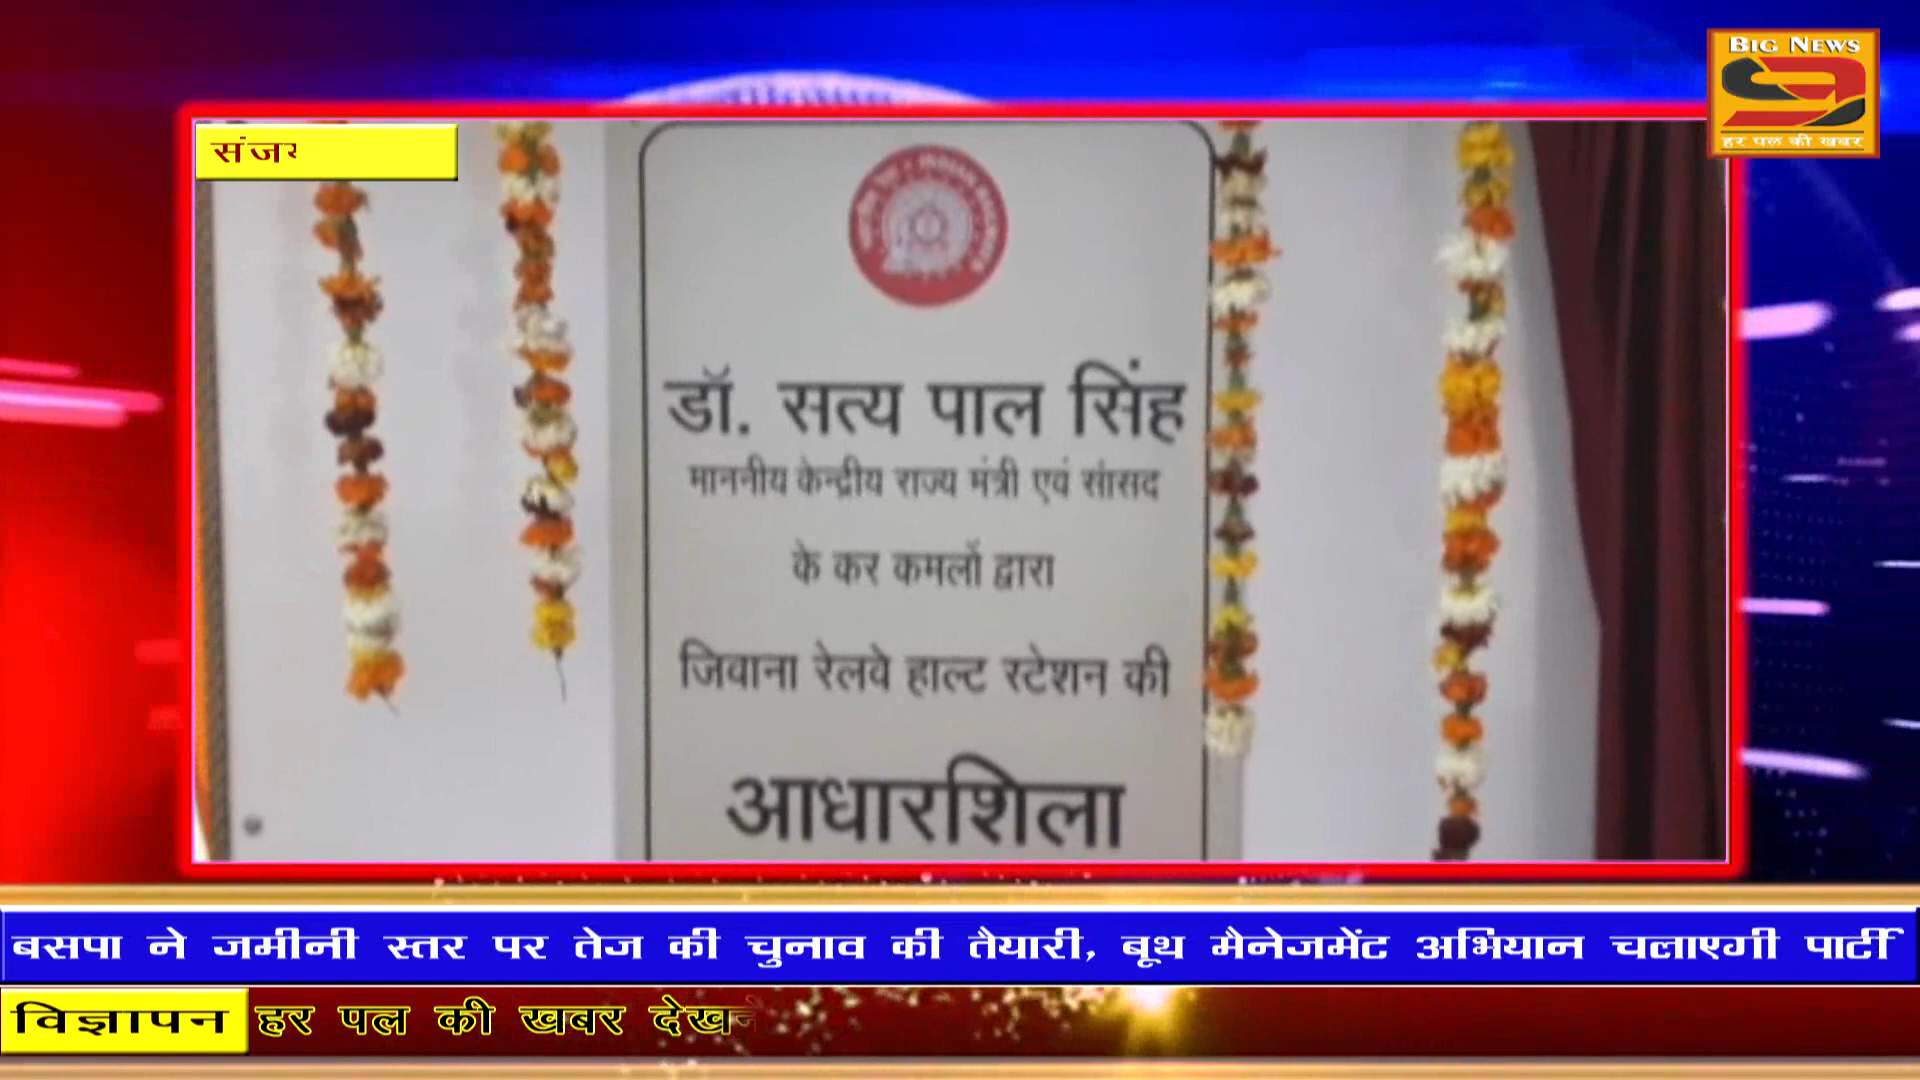 BIG NEWS
9
हर पल की खबर
डॉ. सत्य पाल सिंह
माननीय केन्द्रीय राज्य मंत्री एवं सांसद
के कर कमलों द्वारा
जिवाना रेलवे हाल्ट स्टेशन की
आधारशिला
बसपा ने जमीनी स्तर पर तेज की चुनाव की तैयारी, बूथ मैनेजमेंट अभियान चलाएगी पार्टी
विज्ञापन हर पल की खबर